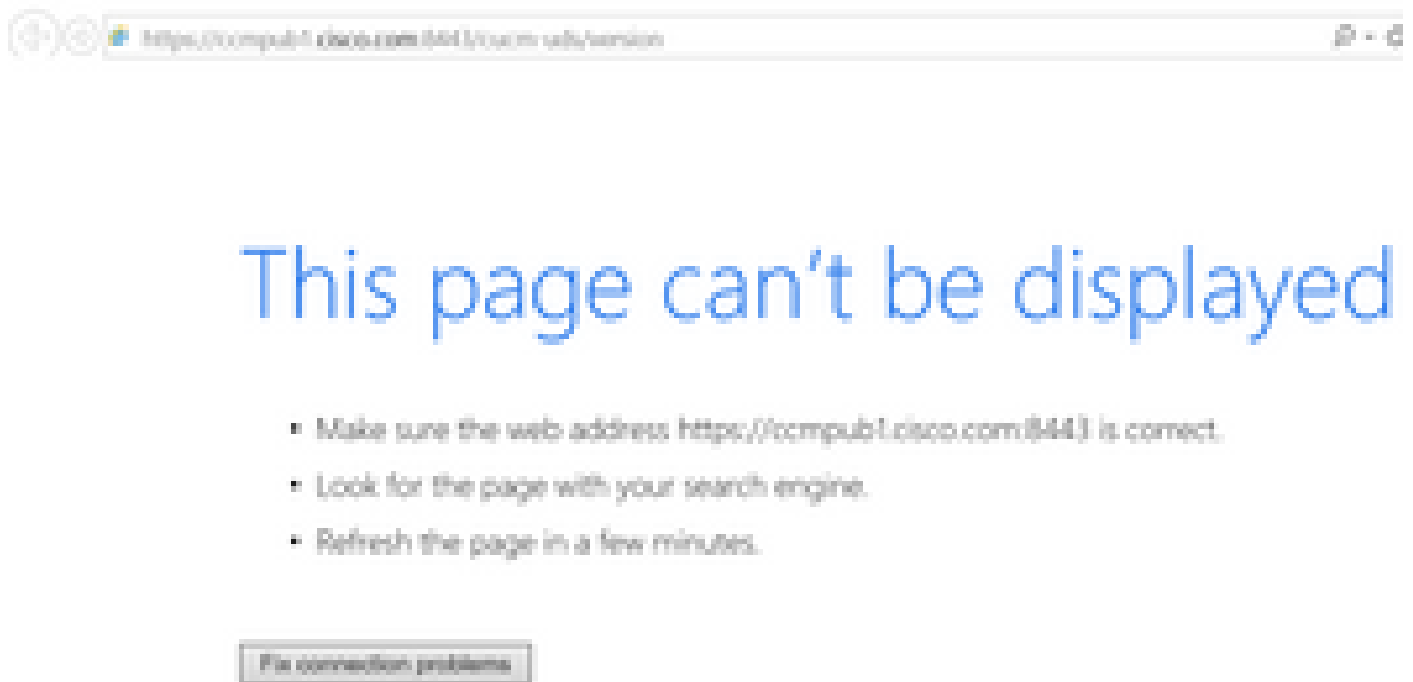 https://ccmpub1.cisco.com:8443/cucm-uds/version
This page can't be displayed
• Make sure the web address https://ccmpub1.cisco.com:8443 is correct.
• Look for the page with your search engine.
• Refresh the page in a few minutes.
Fix connection problems